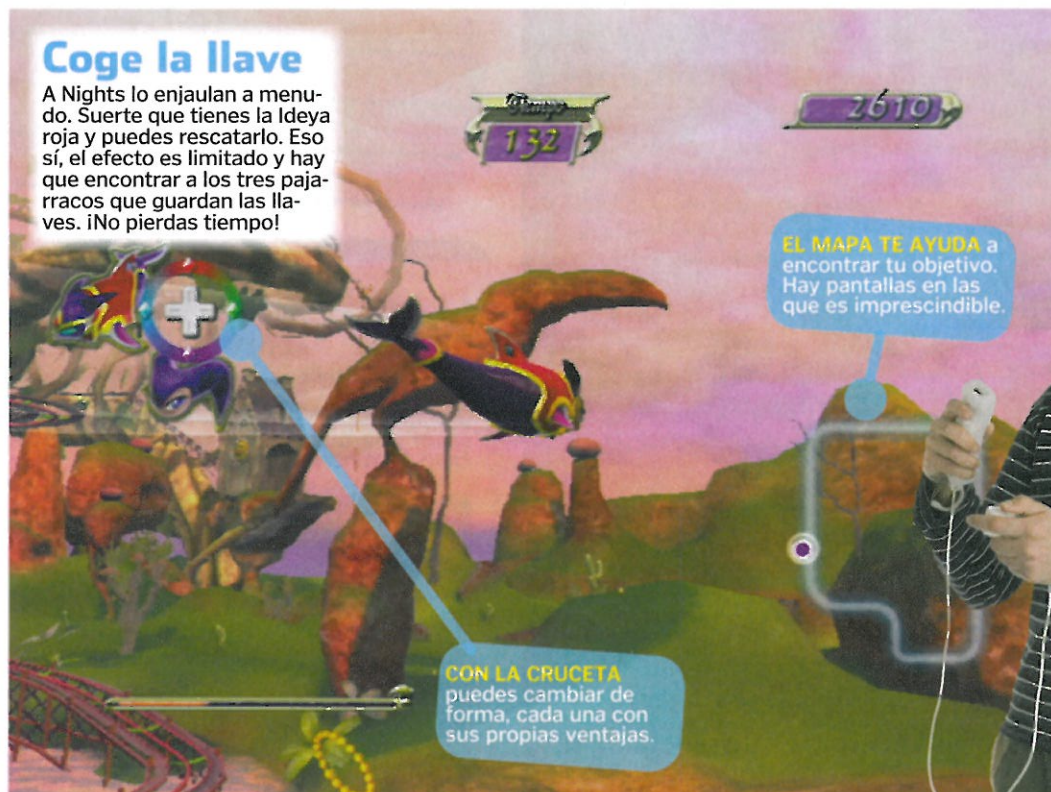 Coge la llave
A Nights lo enjaulan a menu-
do. Suerte que tienes la Ideya
roja y puedes rescatarlo. Eso
sí, el efecto es limitado y hay
que encontrar a los tres paja-
rracos que guardan las lla-
ves. ¡No pierdas tiempo!
Tiempo
132
2610
EL MAPA TE AYUDA a
encontrar tu objetivo.
Hay pantallas en las
que es imprescindible.
CON LA CRUCETA
puedes cambiar de
forma, cada una con
sus propias ventajas.